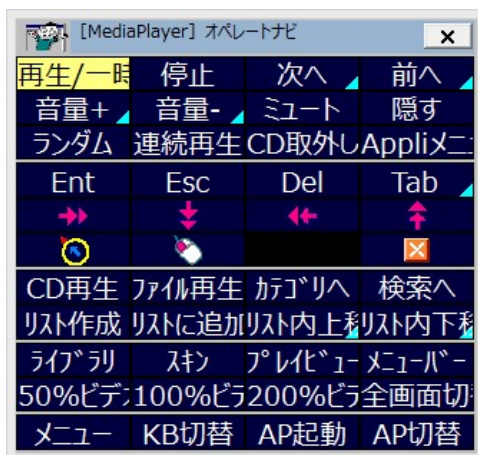 [MediaPlayer] オペレートナビ
再生/一時 停止 次へ 前へ
音量+ 音量- ミュート 隠す
ランダム 連続再生 CD取外し Appliメニ
Ent Esc Del Tab
CD再生 ファイル再生 カテゴリへ 検索へ
リスト作成 リストに追加 リスト内上移 リスト内下移
ライブラリ スキン プレイビュー メニューバー
50%ビデオ 100%ビデ 200%ビデ 全画面切
メニュー KB切替 AP起動 AP切替